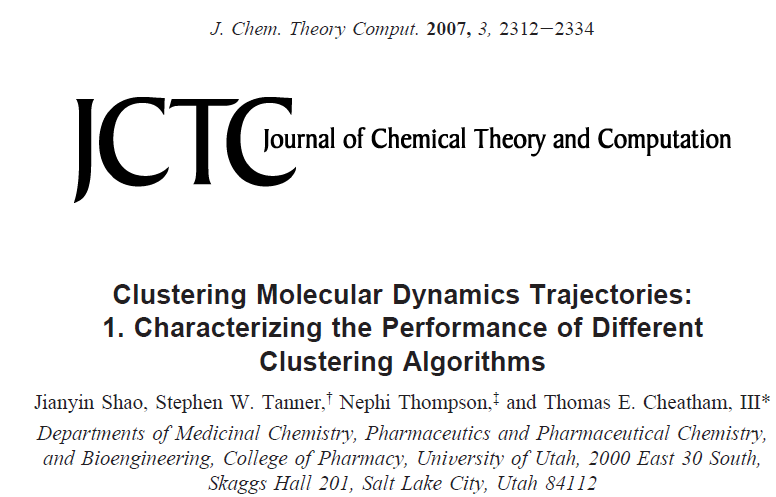 J. Chem. Theory Comput. 2007, 3, 2312−2334
JCTC Journal of Chemical Theory and Computation
Clustering Molecular Dynamics Trajectories:
1. Characterizing the Performance of Different
Clustering Algorithms
Jianyin Shao, Stephen W. Tanner,† Nephi Thompson,‡ and Thomas E. Cheatham, III*
Departments of Medicinal Chemistry, Pharmaceutics and Pharmaceutical Chemistry,
and Bioengineering, College of Pharmacy, University of Utah, 2000 East 30 South,
Skaggs Hall 201, Salt Lake City, Utah 84112